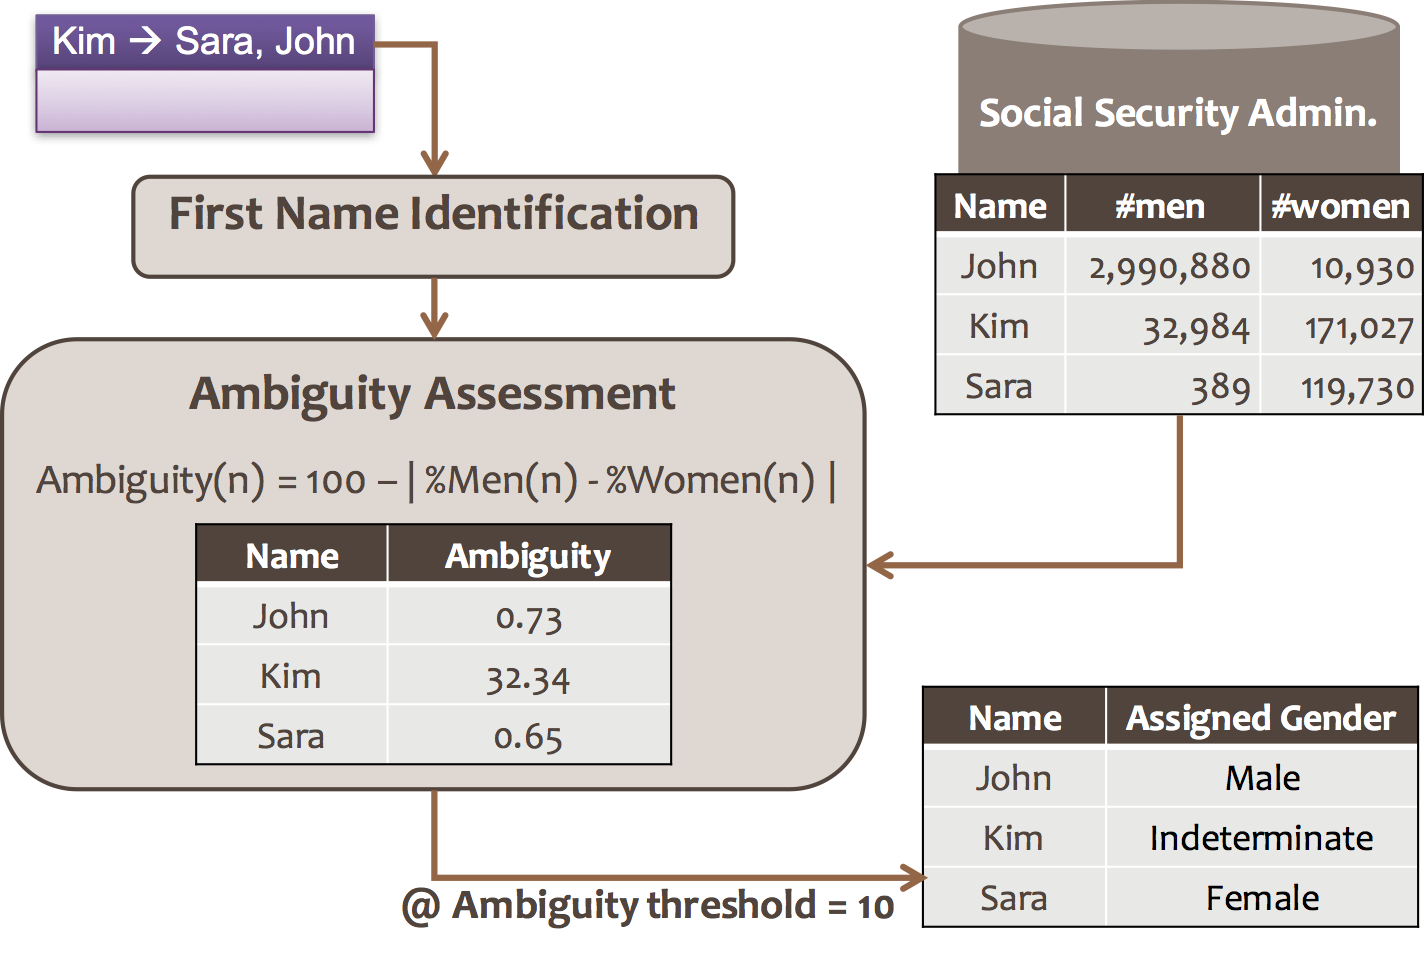 Kim → Sara, John
First Name Identification
Social Security Admin.
Name #men #women
John 2,990,880 10,930
Kim 32,984 171,027
Sara 389 119,730
Ambiguity Assessment
Ambiguity(n) = 100 – | %Men(n) - %Women(n) |
Name Ambiguity
John 0.73
Kim 32.34
Sara 0.65
@ Ambiguity threshold = 10
Name Assigned Gender
John Male
Kim Indeterminate
Sara Female